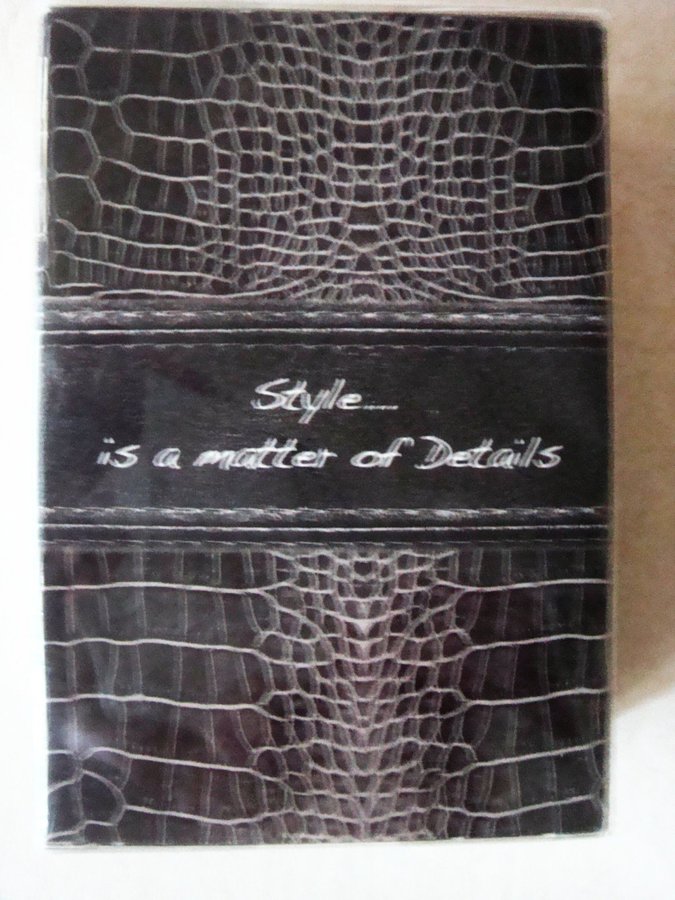 Style.....
is a matter of Details